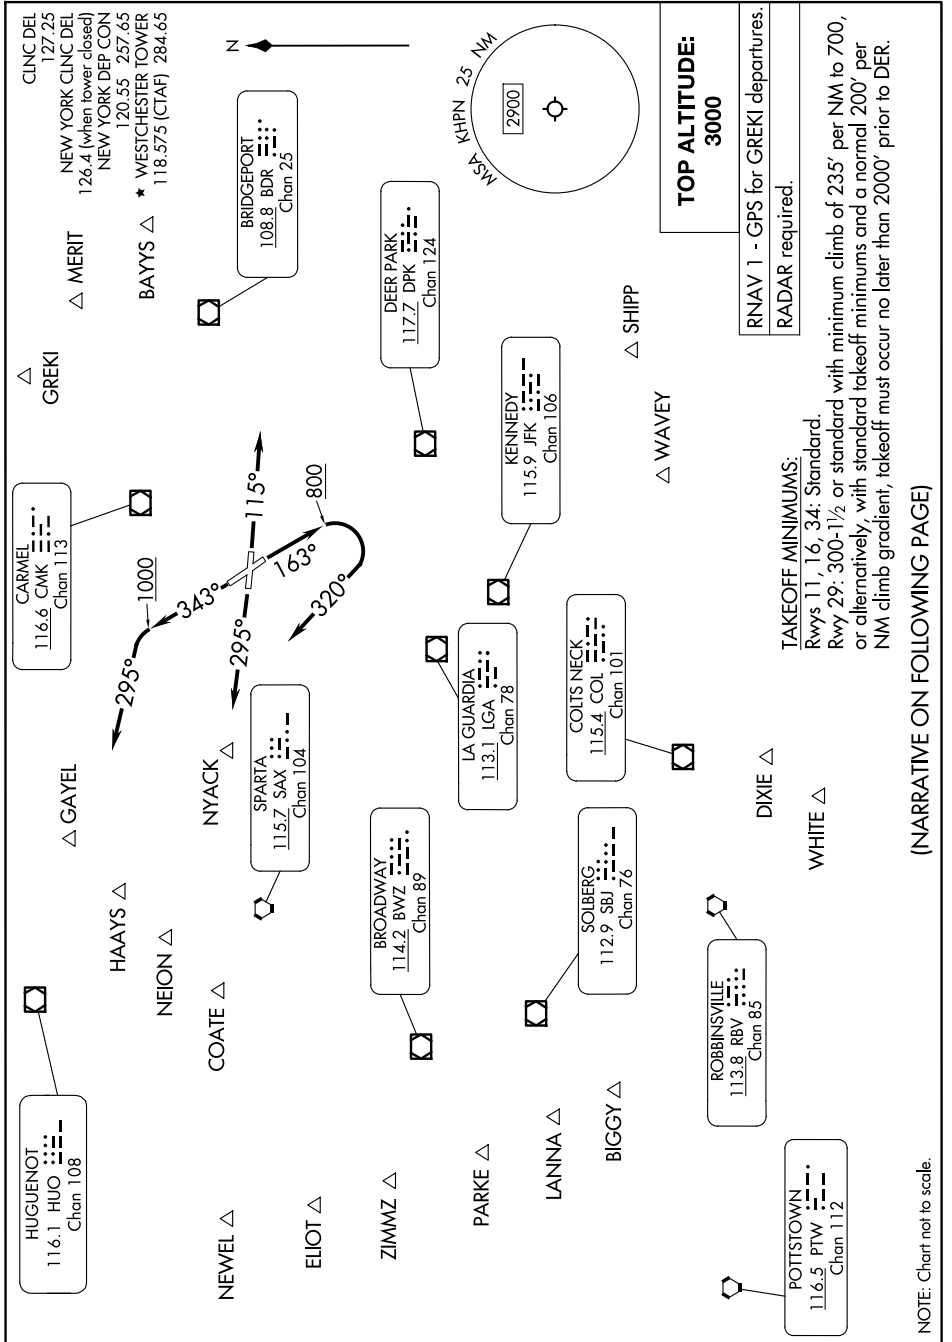 CLNC DEL
127.25
NEW YORK CLNC DEL
126.4 (when tower closed)
NEW YORK DEP CON
120.55 257.65
★ WESTCHESTER TOWER
118.575 (CTAF) 284.65
N
MSA KHPN 25 NM
2900
TOP ALTITUDE:
3000
RNAV 1 - GPS for GREKI departures.
RADAR required.
HUGUENOT
116.1 HUO
Chan 108
CARMEL
116.6 CMK
Chan 113
GREKI
MERIT
BAYYS
BRIDGEPORT
108.8 BDR
Chan 25
GAYEL
HAAYS
NEION
COATE
NEWEL
ELIOT
ZIMMZ
PARKE
LANNA
BIGGY
NYACK
SPARTA
115.7 SAX
Chan 104
295°
1000
343°
295°
115°
163°
800
320°
DEER PARK
117.7 DPK
Chan 124
BROADWAY
114.2 BWZ
Chan 89
LA GUARDIA
113.1 LGA
Chan 78
KENNEDY
115.9 JFK
Chan 106
SOLBERG
112.9 SBJ
Chan 76
COLTS NECK
115.4 COL
Chan 101
SHIPP
WAVEY
DIXIE
WHITE
ROBBINSVILLE
113.8 RBV
Chan 85
POTTSTOWN
116.5 PTW
Chan 112
TAKEOFF MINIMUMS:
Rwys 11, 16, 34: Standard.
Rwy 29: 300-1½ or standard with minimum climb of 235' per NM to 700,
or alternatively, with standard takeoff minimums and a normal 200' per
NM climb gradient, takeoff must occur no later than 2000' prior to DER.
(NARRATIVE ON FOLLOWING PAGE)
NOTE: Chart not to scale.